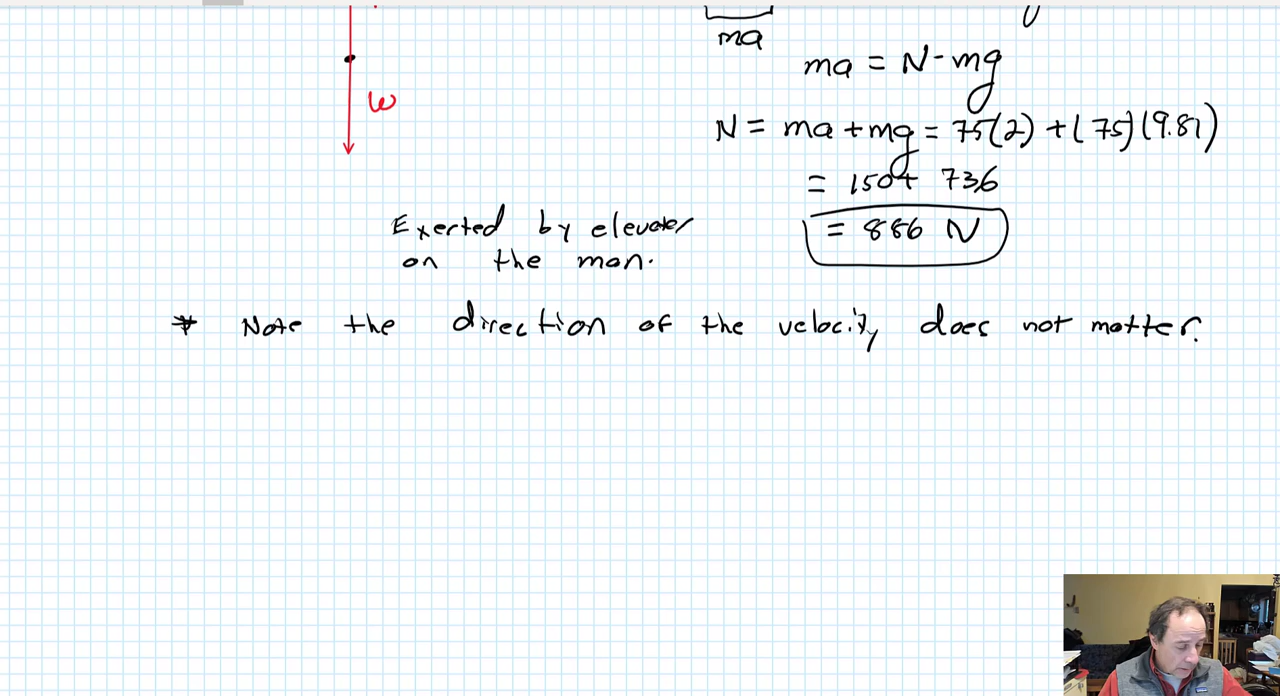 ma
ma = N - mg
w
N = ma + mg = 75(2) + (75)(9.81)
= 150 + 736
Exerted by elevator
= 886 N
on the man.
* Note the direction of the velocity does not matter.